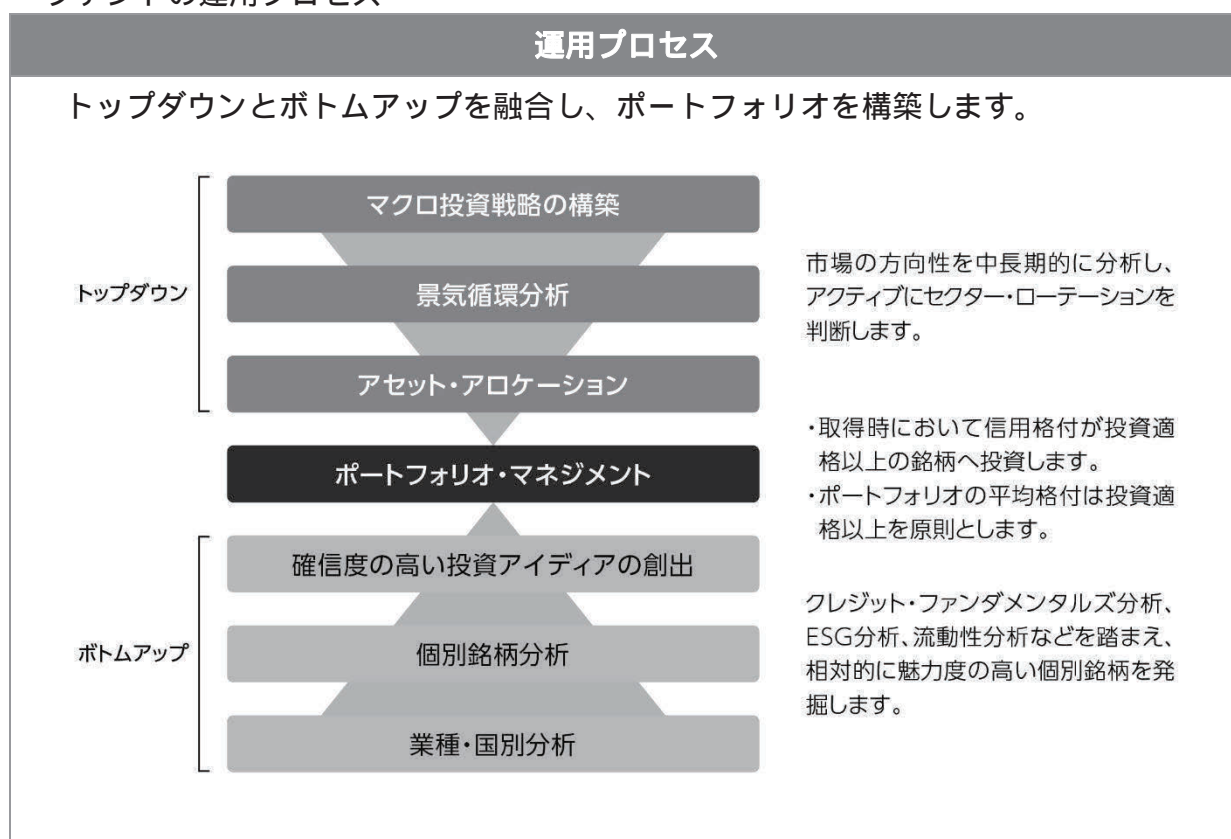 ファンドの運用プロセス
運用プロセス
トップダウンとボトムアップを融合し、ポートフォリオを構築します。
トップダウン
マクロ投資戦略の構築
景気循環分析
アセット・アロケーション
市場の方向性を中長期的に分析し、
アクティブにセクター・ローテーションを
判断します。
ポートフォリオ・マネジメント
・取得時において信用格付が投資適
格以上の銘柄へ投資します。
・ポートフォリオの平均格付は投資適
格以上を原則とします。
ボトムアップ
確信度の高い投資アイディアの創出
個別銘柄分析
業種・国別分析
クレジット・ファンダメンタルズ分析、
ESG分析、流動性分析などを踏まえ、
相対的に魅力度の高い個別銘柄を発
掘します。